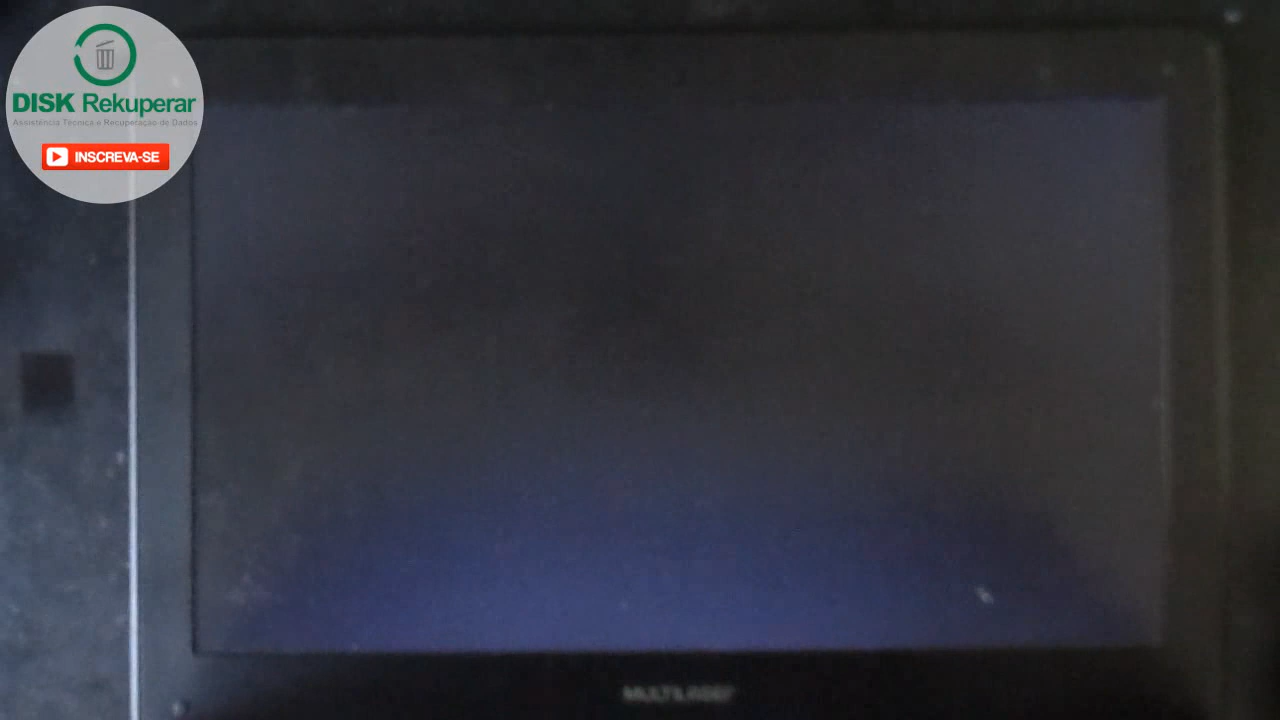 DISK Rekuperar
Assistência Técnica e Recuperação de Dados
INSCREVA-SE
MULTILASER